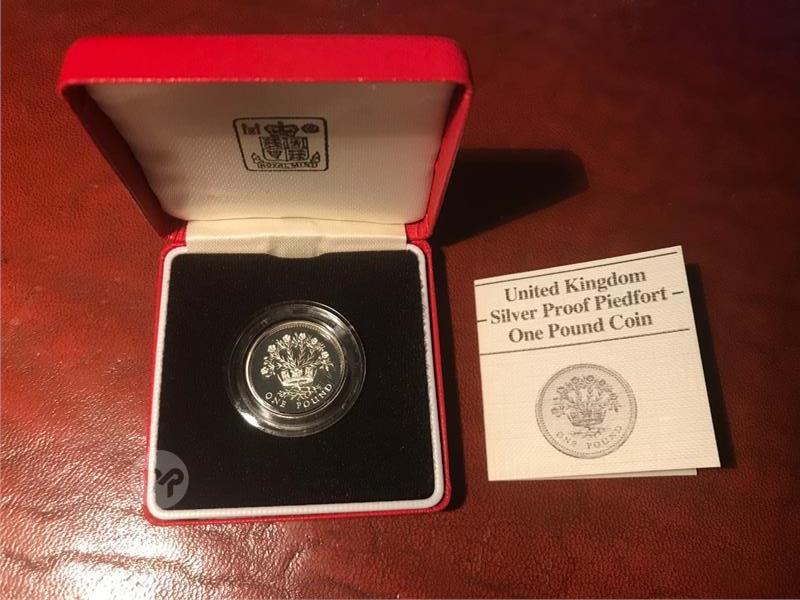 ROYAL MINT
ONE POUND
United Kingdom
Silver Proof Piedfort
One Pound Coin
ONE POUND